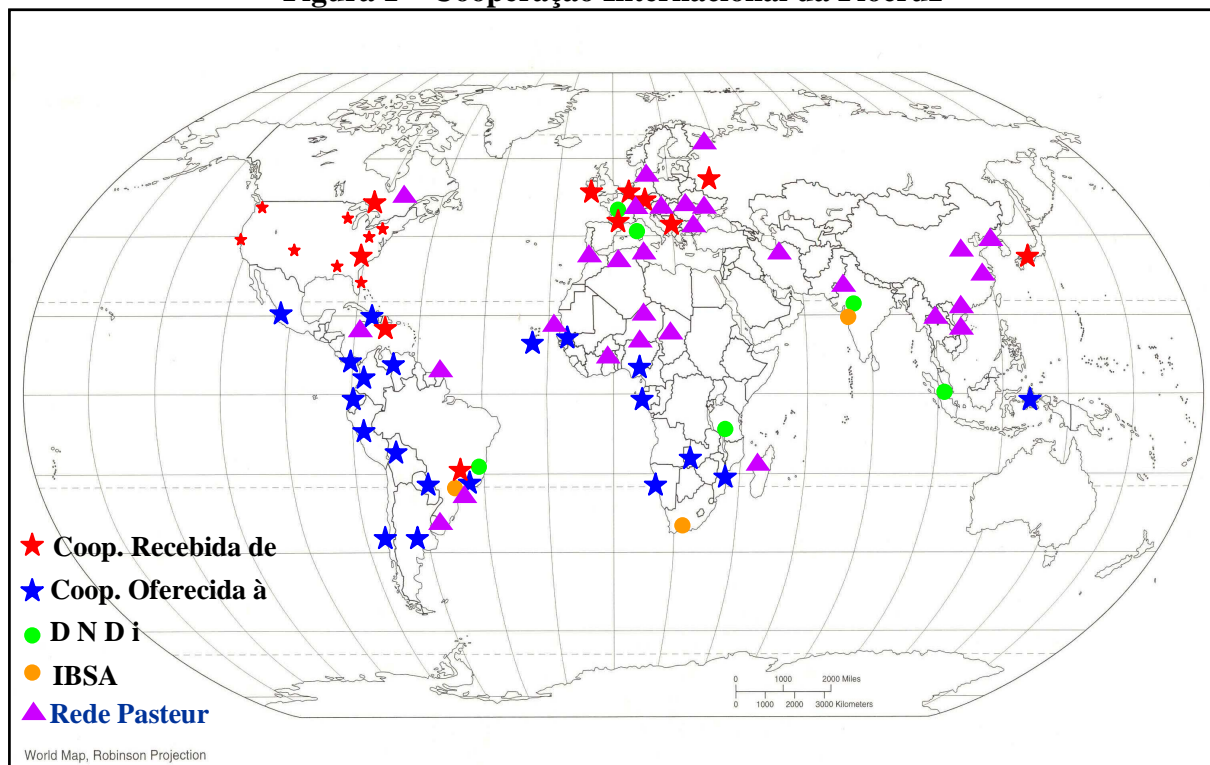 Coop. Recebida de
Coop. Oferecida à
D N D i
IBSA
Rede Pasteur
0 1000 2000 Miles
0 1000 2000 3000 Kilometers
World Map, Robinson Projection